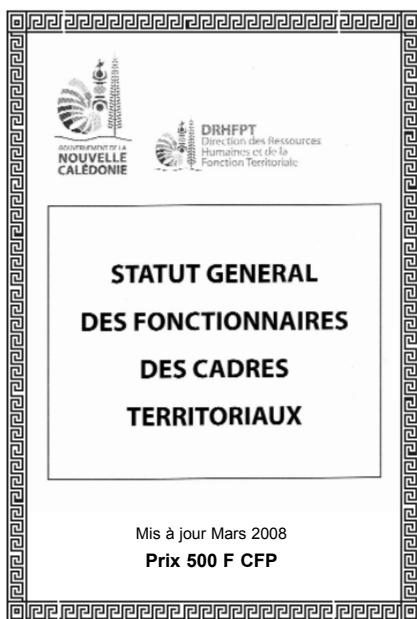 GOUVERNEMENT DE LA
NOUVELLE
CALÉDONIE
DRHFPT
Direction des Ressources
Humaines et de la
Fonction Territoriale
STATUT GENERAL
DES FONCTIONNAIRES
DES CADRES
TERRITORIAUX
Mis à jour Mars 2008
Prix 500 F CFP